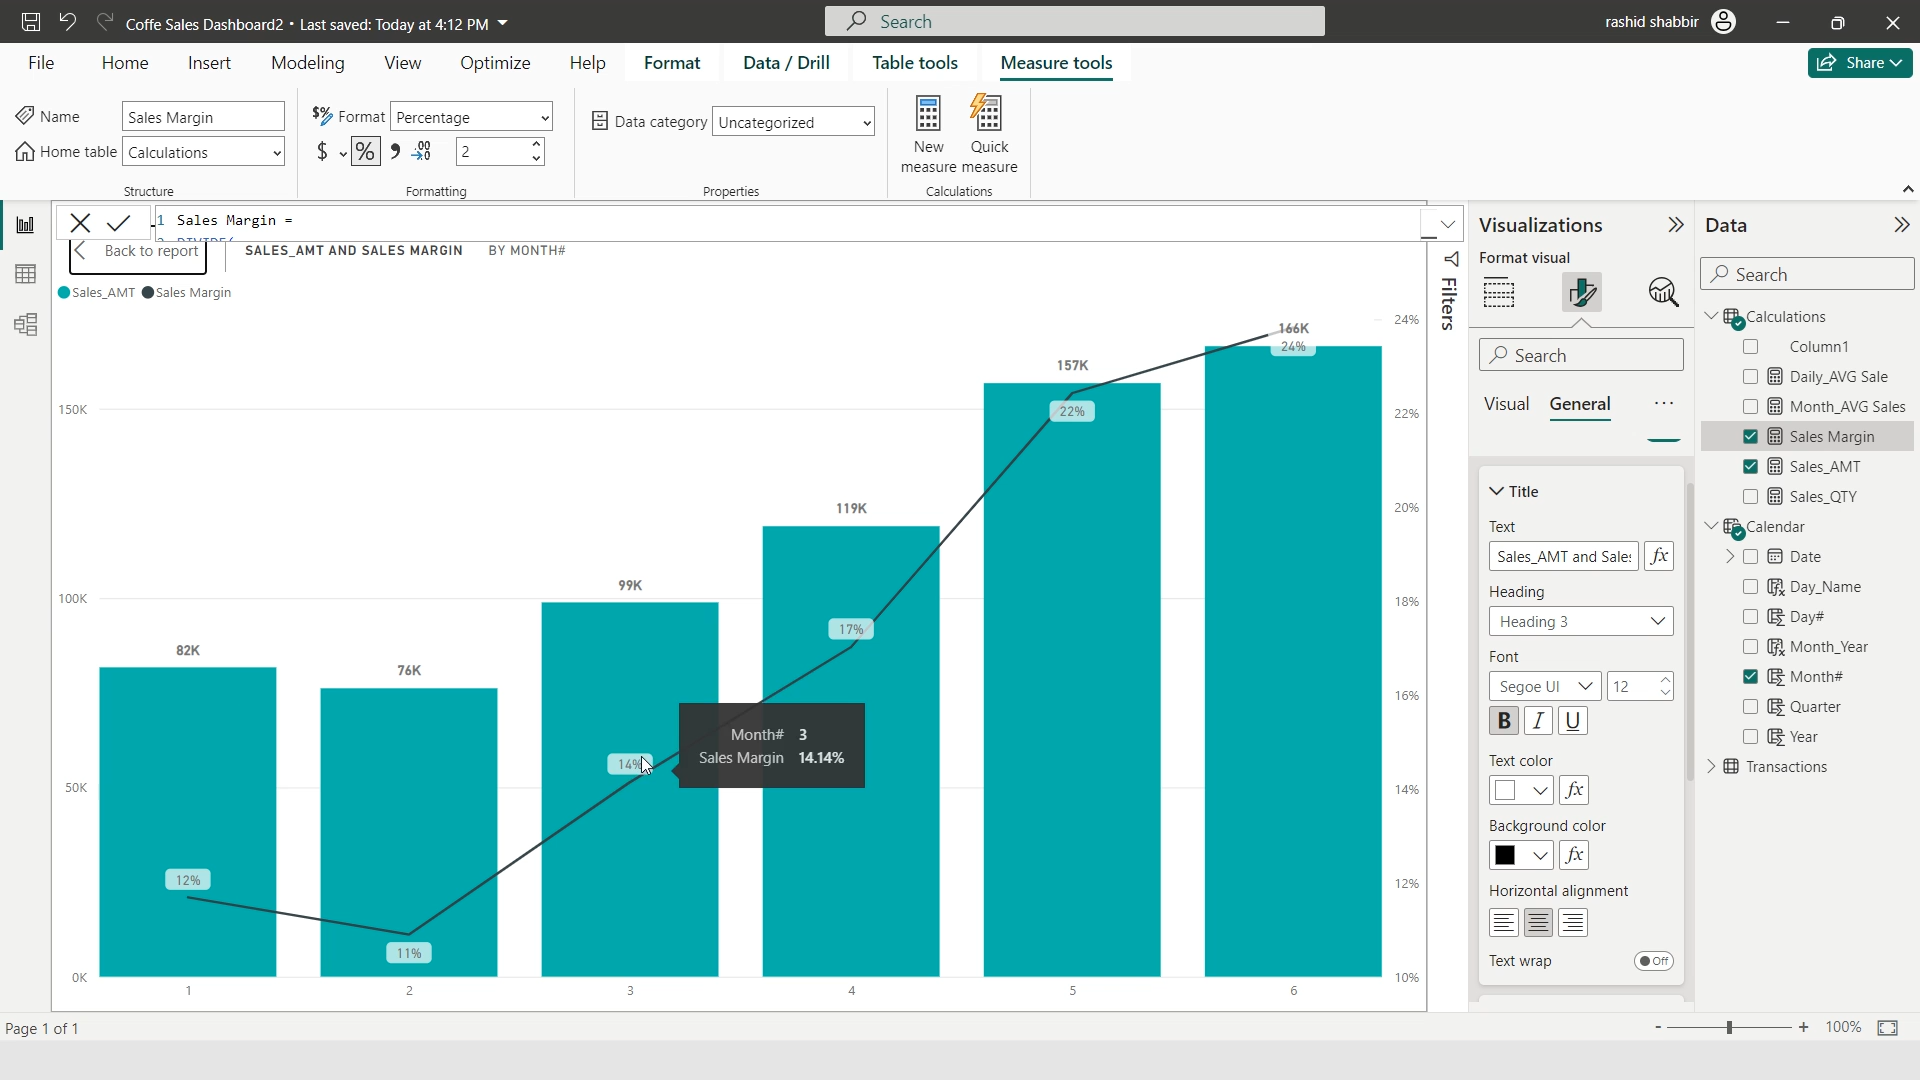 Coffe Sales Dashboard2 • Last saved: Today at 4:12 PM
Search
rashid shabbir
File Home Insert Modeling View Optimize Help Format Data / Drill Table tools Measure tools
Share
Name Sales Margin
Home table Calculations
Structure
$% Format Percentage
$ % , .00 →0 2
Formatting
Data category Uncategorized
Properties
New measure
Quick measure
Calculations
1 Sales Margin =
Back to report
SALES_AMT AND SALES MARGIN BY MONTH#
Sales_AMT Sales Margin
150K
100K
50K
0K
82K
76K
99K
119K
157K
166K
12%
11%
14%
17%
22%
24%
Month# 3
Sales Margin 14.14%
24%
22%
20%
18%
16%
14%
12%
10%
1 2 3 4 5 6
Filters
Visualizations
Format visual
Search
Visual General ...
Title
Text
Sales_AMT and Sales
fx
Heading
Heading 3
Font
Segoe UI 12
B I U
Text color
fx
Background color
fx
Horizontal alignment
Text wrap Off
Data
Search
Calculations
Column1
Daily_AVG Sale
Month_AVG Sales
Sales Margin
Sales_AMT
Sales_QTY
Calendar
Date
Day_Name
Day#
Month_Year
Month#
Quarter
Year
Transactions
Page 1 of 1
- + 100%